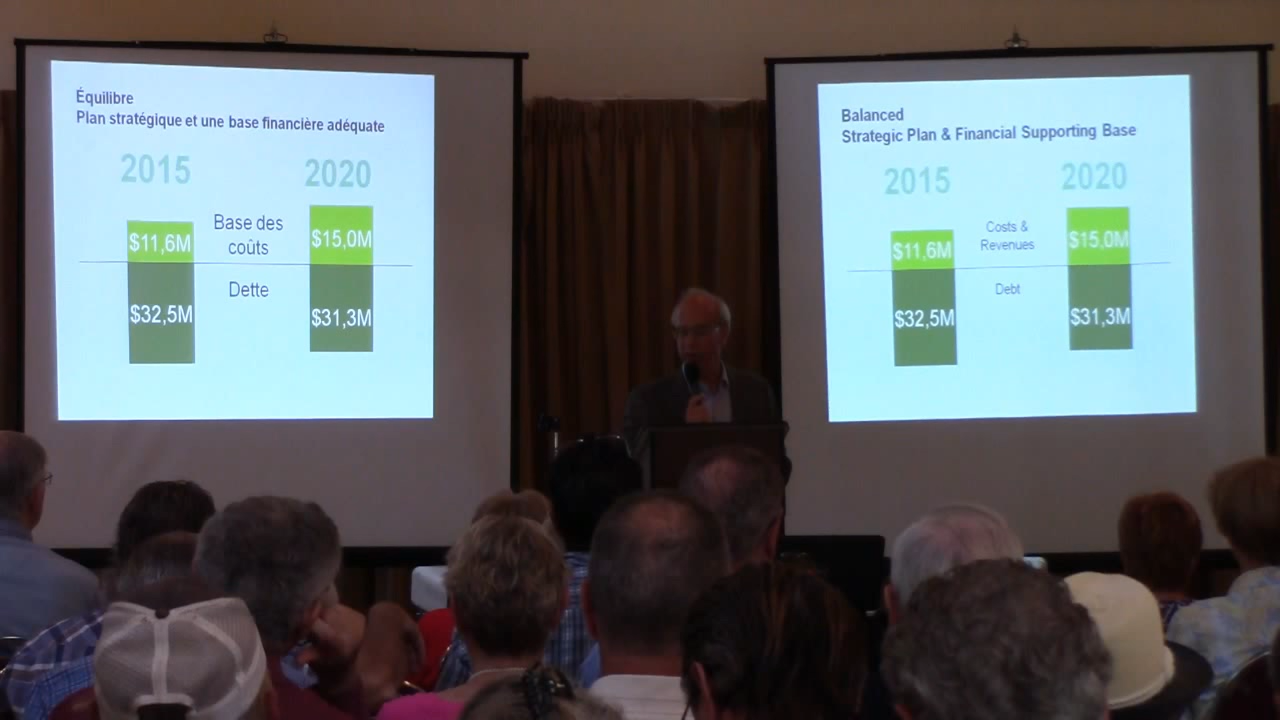 Équilibre
Plan stratégique et une base financière adéquate
2015
2020
Base des
coûts
$11,6M
$15,0M
Dette
$32,5M
$31,3M
Balanced
Strategic Plan & Financial Supporting Base
2015
2020
Costs &
Revenues
$11,6M
$15,0M
Debt
$32,5M
$31,3M